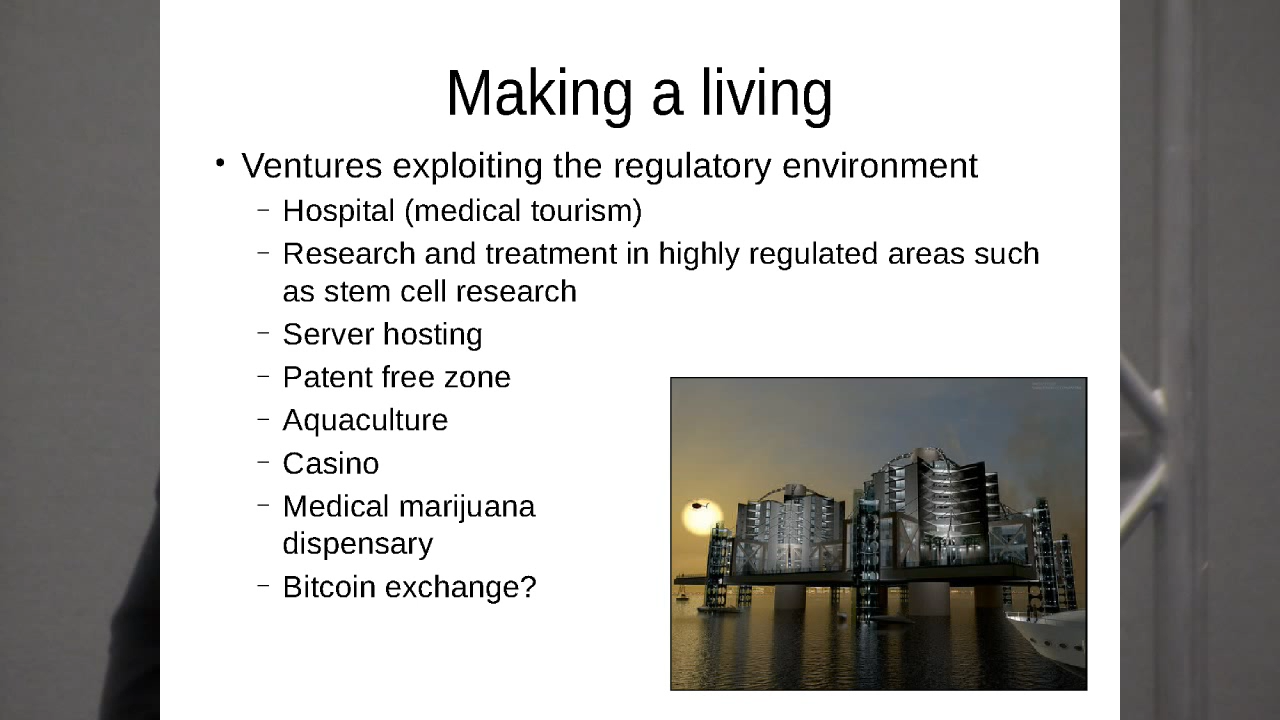 Making a living
• Ventures exploiting the regulatory environment
– Hospital (medical tourism)
– Research and treatment in highly regulated areas such
as stem cell research
– Server hosting
– Patent free zone
– Aquaculture
– Casino
– Medical marijuana
dispensary
– Bitcoin exchange?